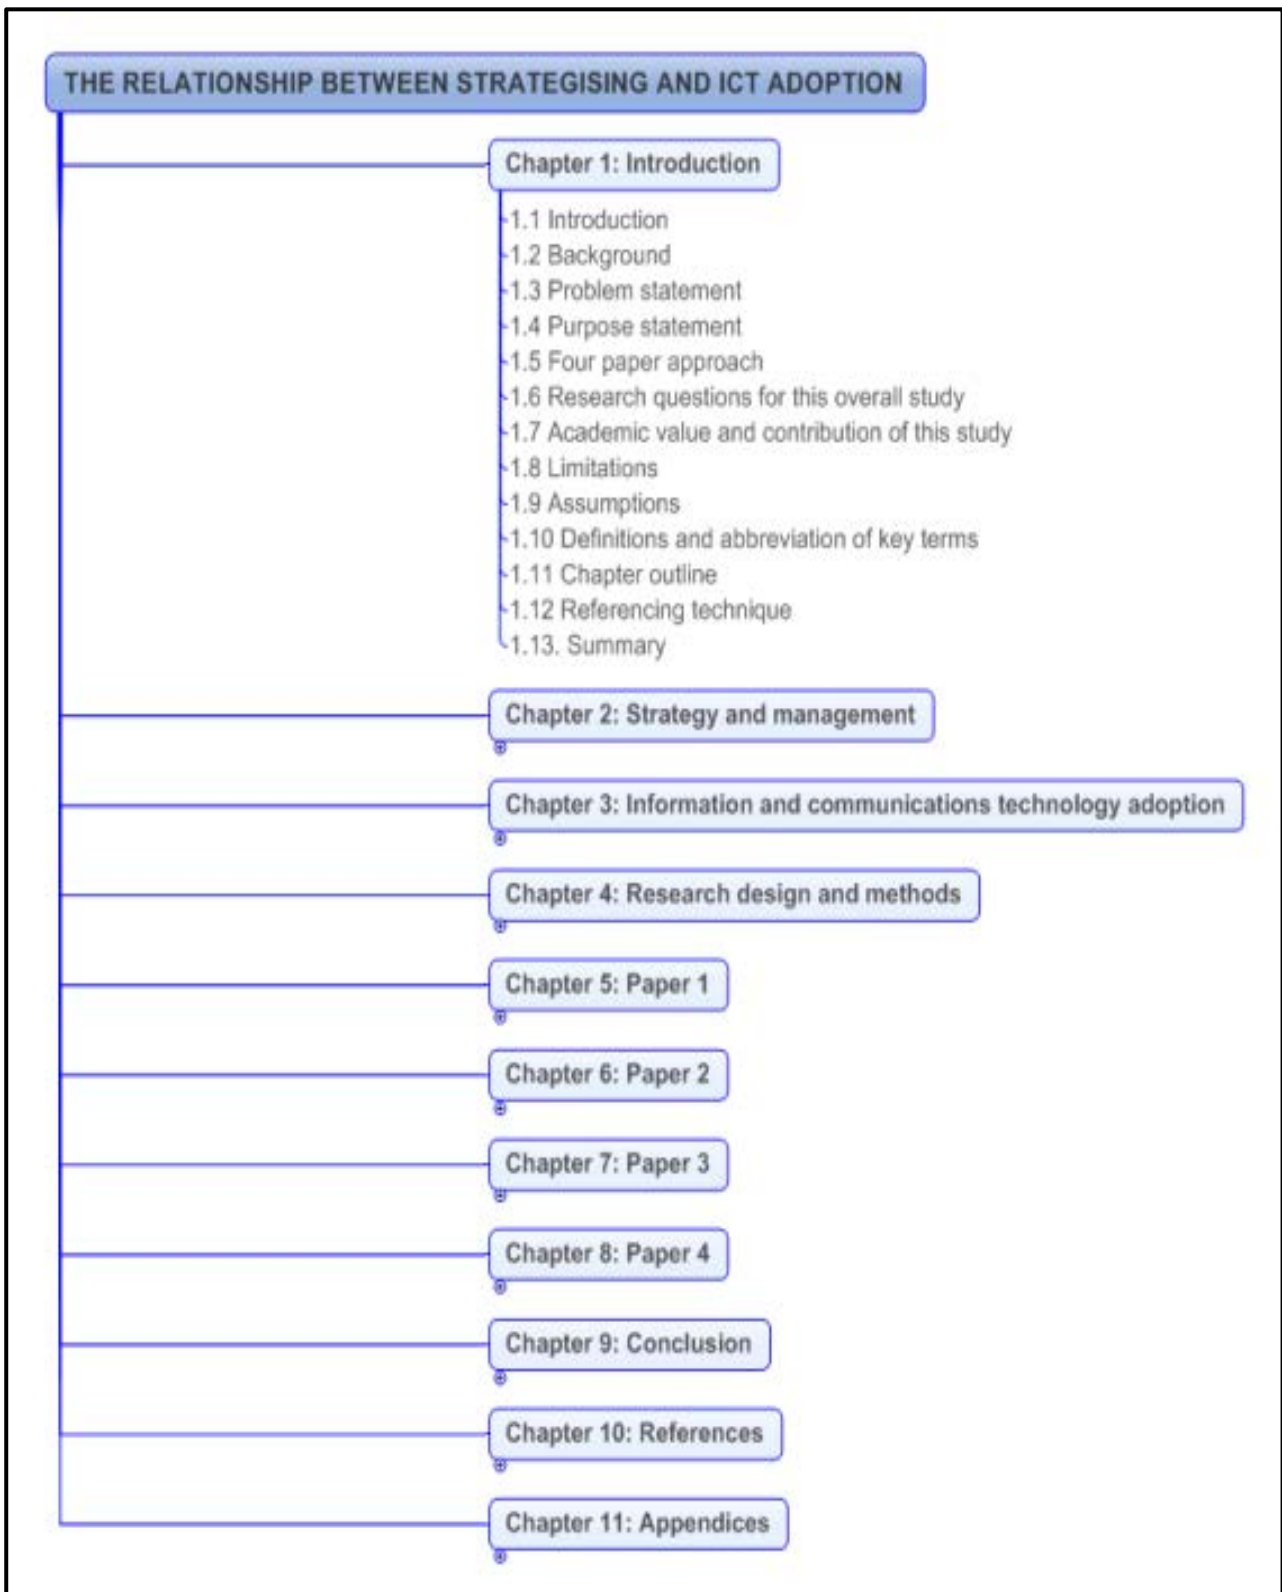 THE RELATIONSHIP BETWEEN STRATEGISING AND ICT ADOPTION
Chapter 1: Introduction
1.1 Introduction
1.2 Background
1.3 Problem statement
1.4 Purpose statement
1.5 Four paper approach
1.6 Research questions for this overall study
1.7 Academic value and contribution of this study
1.8 Limitations
1.9 Assumptions
1.10 Definitions and abbreviation of key terms
1.11 Chapter outline
1.12 Referencing technique
1.13. Summary
Chapter 2: Strategy and management
Chapter 3: Information and communications technology adoption
Chapter 4: Research design and methods
Chapter 5: Paper 1
Chapter 6: Paper 2
Chapter 7: Paper 3
Chapter 8: Paper 4
Chapter 9: Conclusion
Chapter 10: References
Chapter 11: Appendices